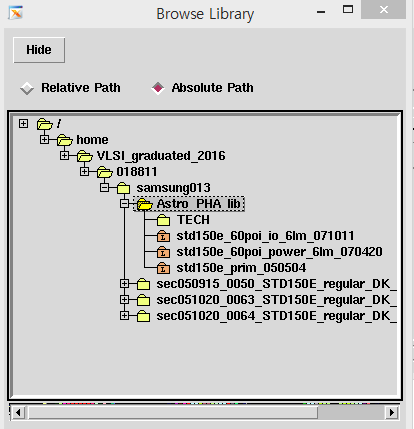 Browse Library
Hide
Relative Path Absolute Path
/
home
VLSI_graduated_2016
018811
samsung013
Astro_PHA_lib
TECH
std150e_60poi_io_6lm_071011
std150e_60poi_power_6lm_070420
std150e_prim_050504
sec050915_0050_STD150E_regular_DK_
sec051020_0063_STD150E_regular_DK_
sec051020_0064_STD150E_regular_DK_